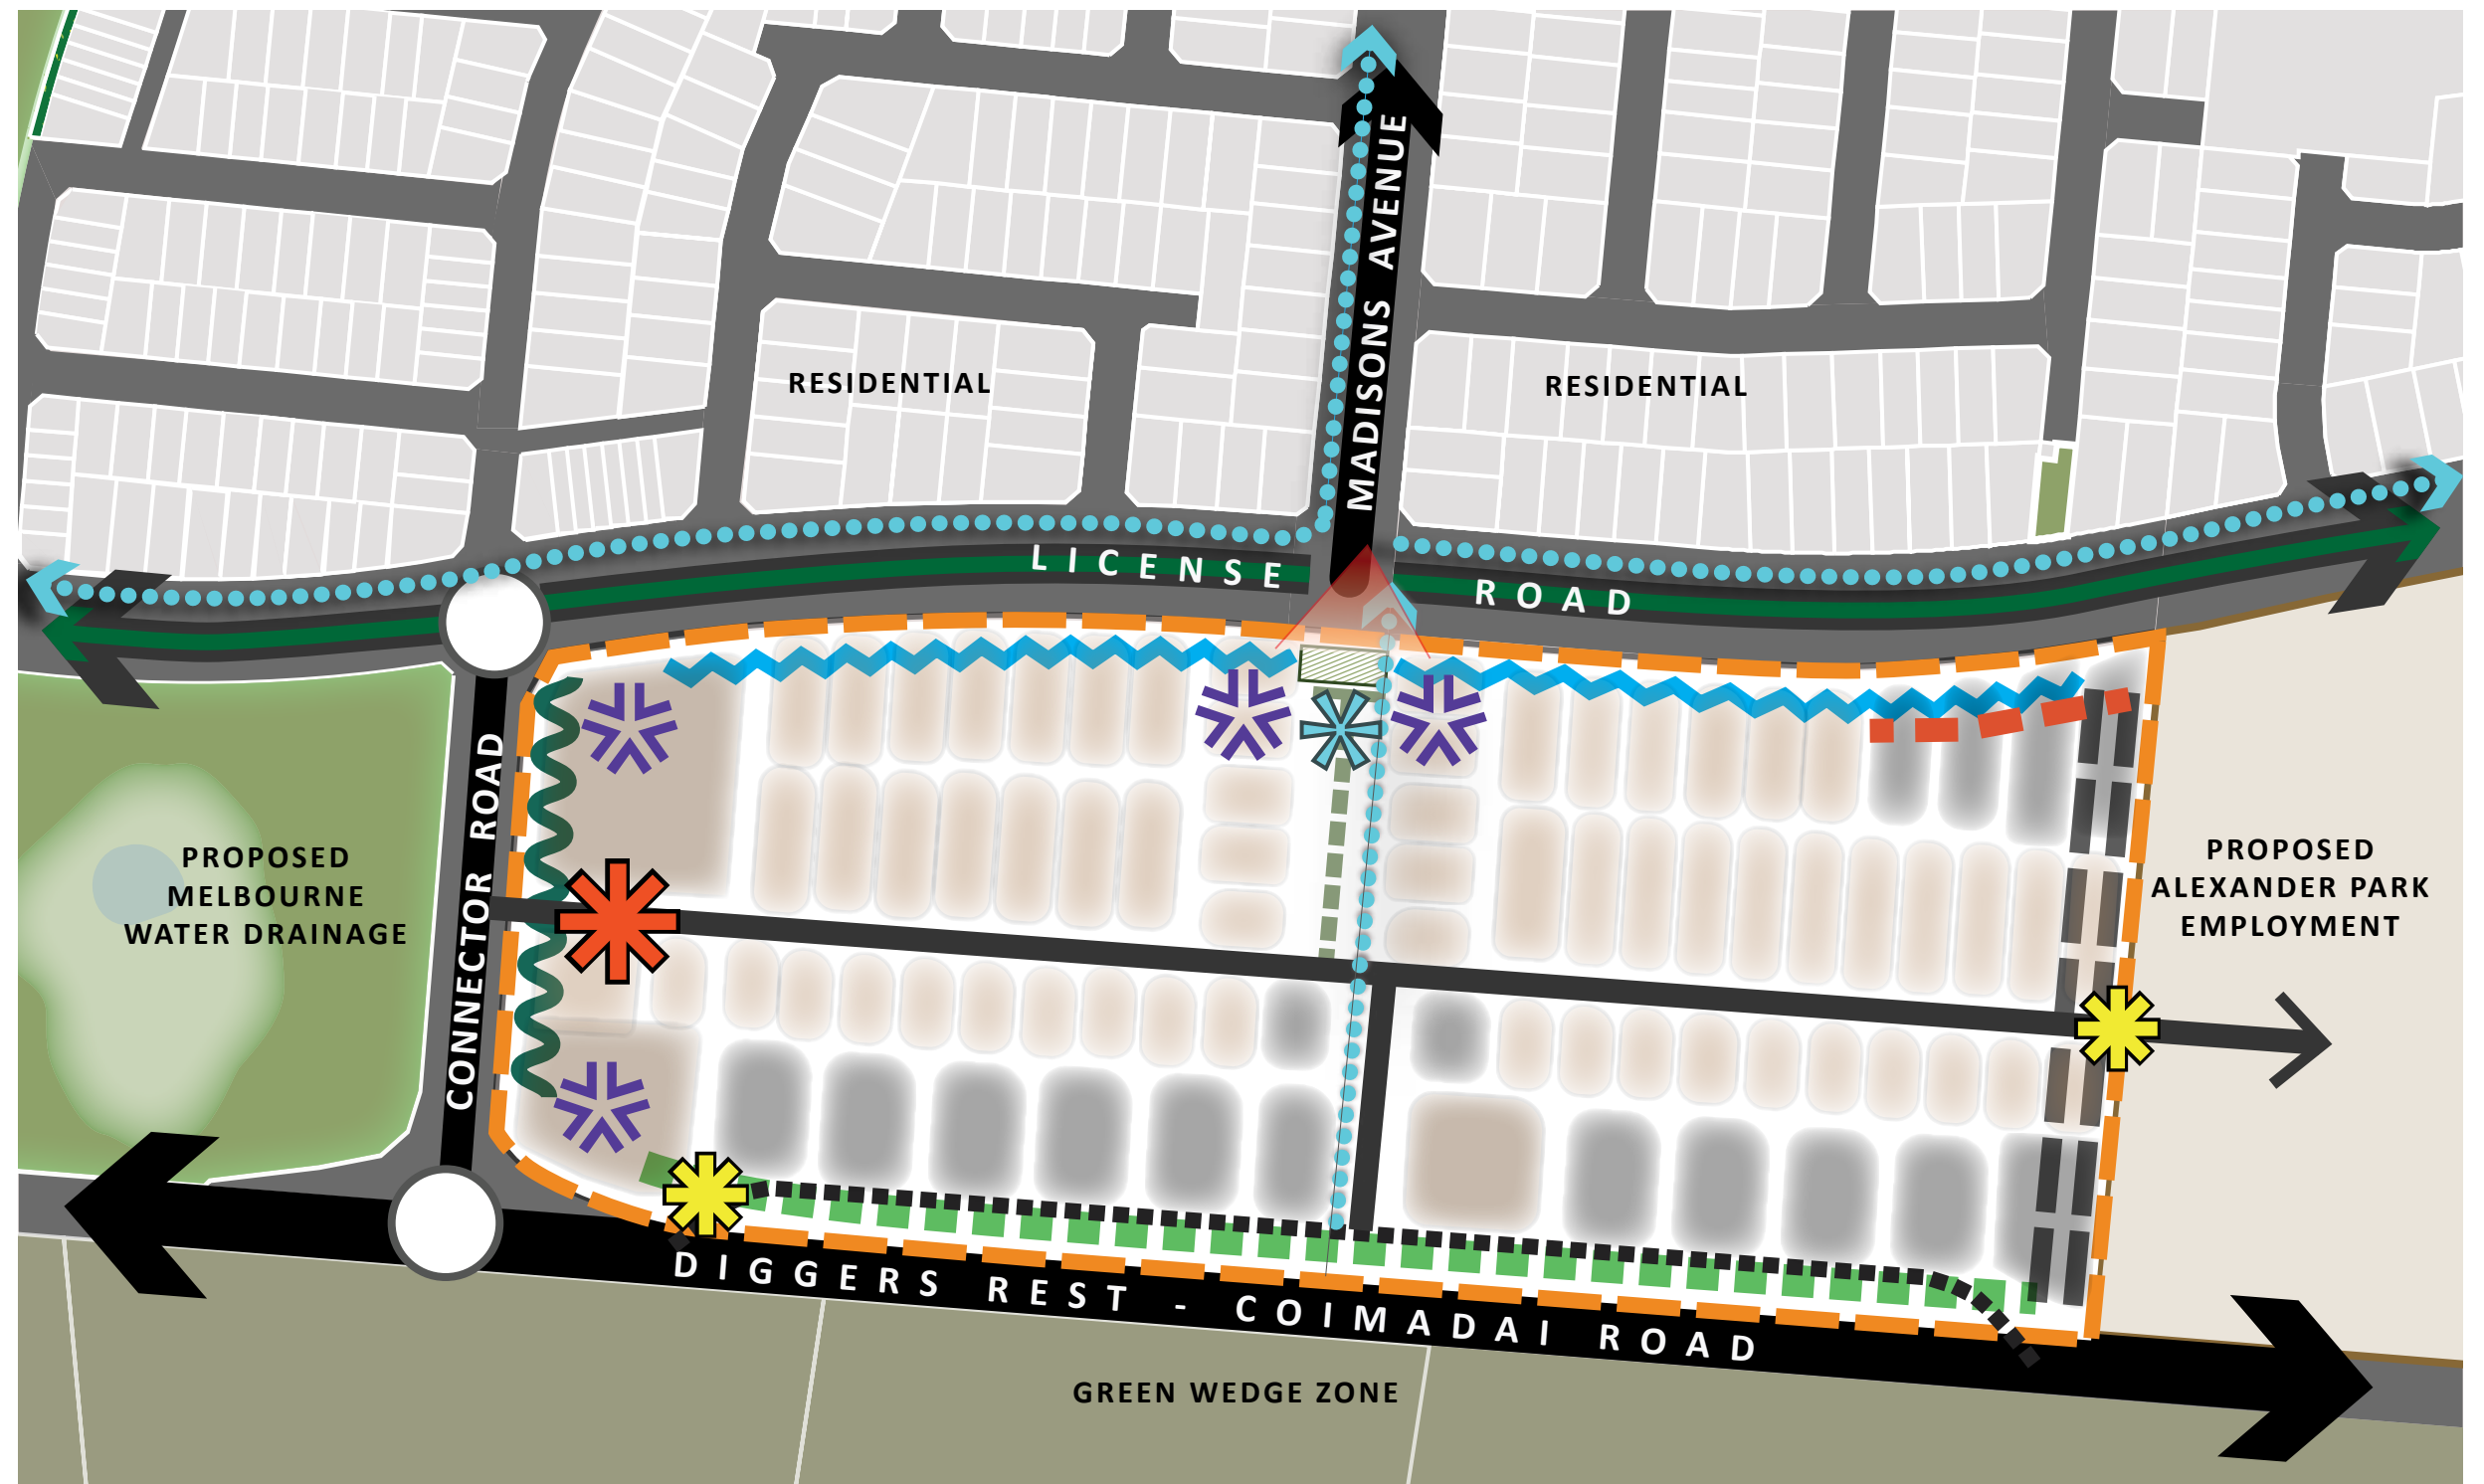 MADISONS AVENUE
RESIDENTIAL
RESIDENTIAL
LICENSE ROAD
CONNECTOR ROAD
PROPOSED
MELBOURNE
WATER DRAINAGE
PROPOSED
ALEXANDER PARK
EMPLOYMENT
DIGGERS REST - COIMADAI ROAD
GREEN WEDGE ZONE